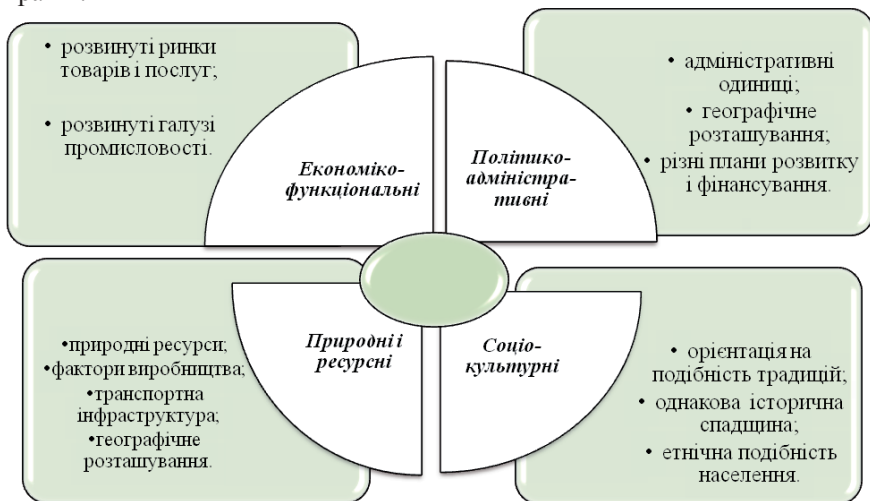 • розвинуті ринки
товарів і послуг;
• розвинуті галузі
промисловості.
Економіко-
функціональні
Політико-
адміністра-
тивні
• адміністративні
одиниці;
• географічне
розташування;
• різні плани розвитку
і фінансування.
•природні ресурси;
•фактори виробництва;
•транспортна
інфраструктура;
•географічне
розташування.
Природні і
ресурсні
Соціо-
культурні
• орієнтація на
подібність традицій;
• однакова історична
спадщина;
• етнічна подібність
населення.